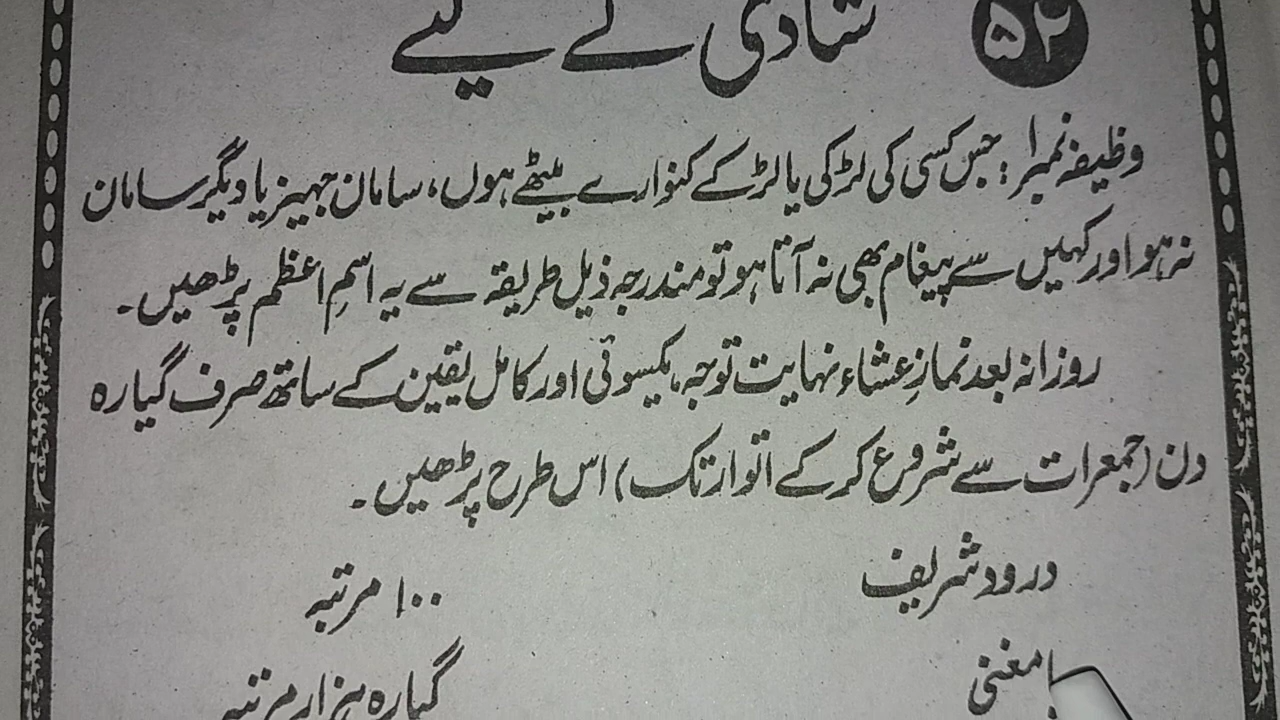 ۵۲ شادی کے لیے
وظیفہ نمبر ۱: جس کسی کی لڑکی یا لڑکے کنوارے بیٹھے ہوں، سامان جہیز یا دیگر سامان
نہ ہو اور کہیں سے پیغام بھی نہ آتا ہو تو مندرجہ ذیل طریقہ سے یہ اسمِ اعظم پڑھیں۔
روزانہ بعد نمازِ عشاء نہایت توجہ، یکسوئی اور کامل یقین کے ساتھ صرف گیارہ
دن (جمعرات سے شروع کر کے اتوار تک) اس طرح پڑھیں۔
درود شریف ۱۰۰ مرتبہ
یا مغنی گیارہ ہزار مرتبہ